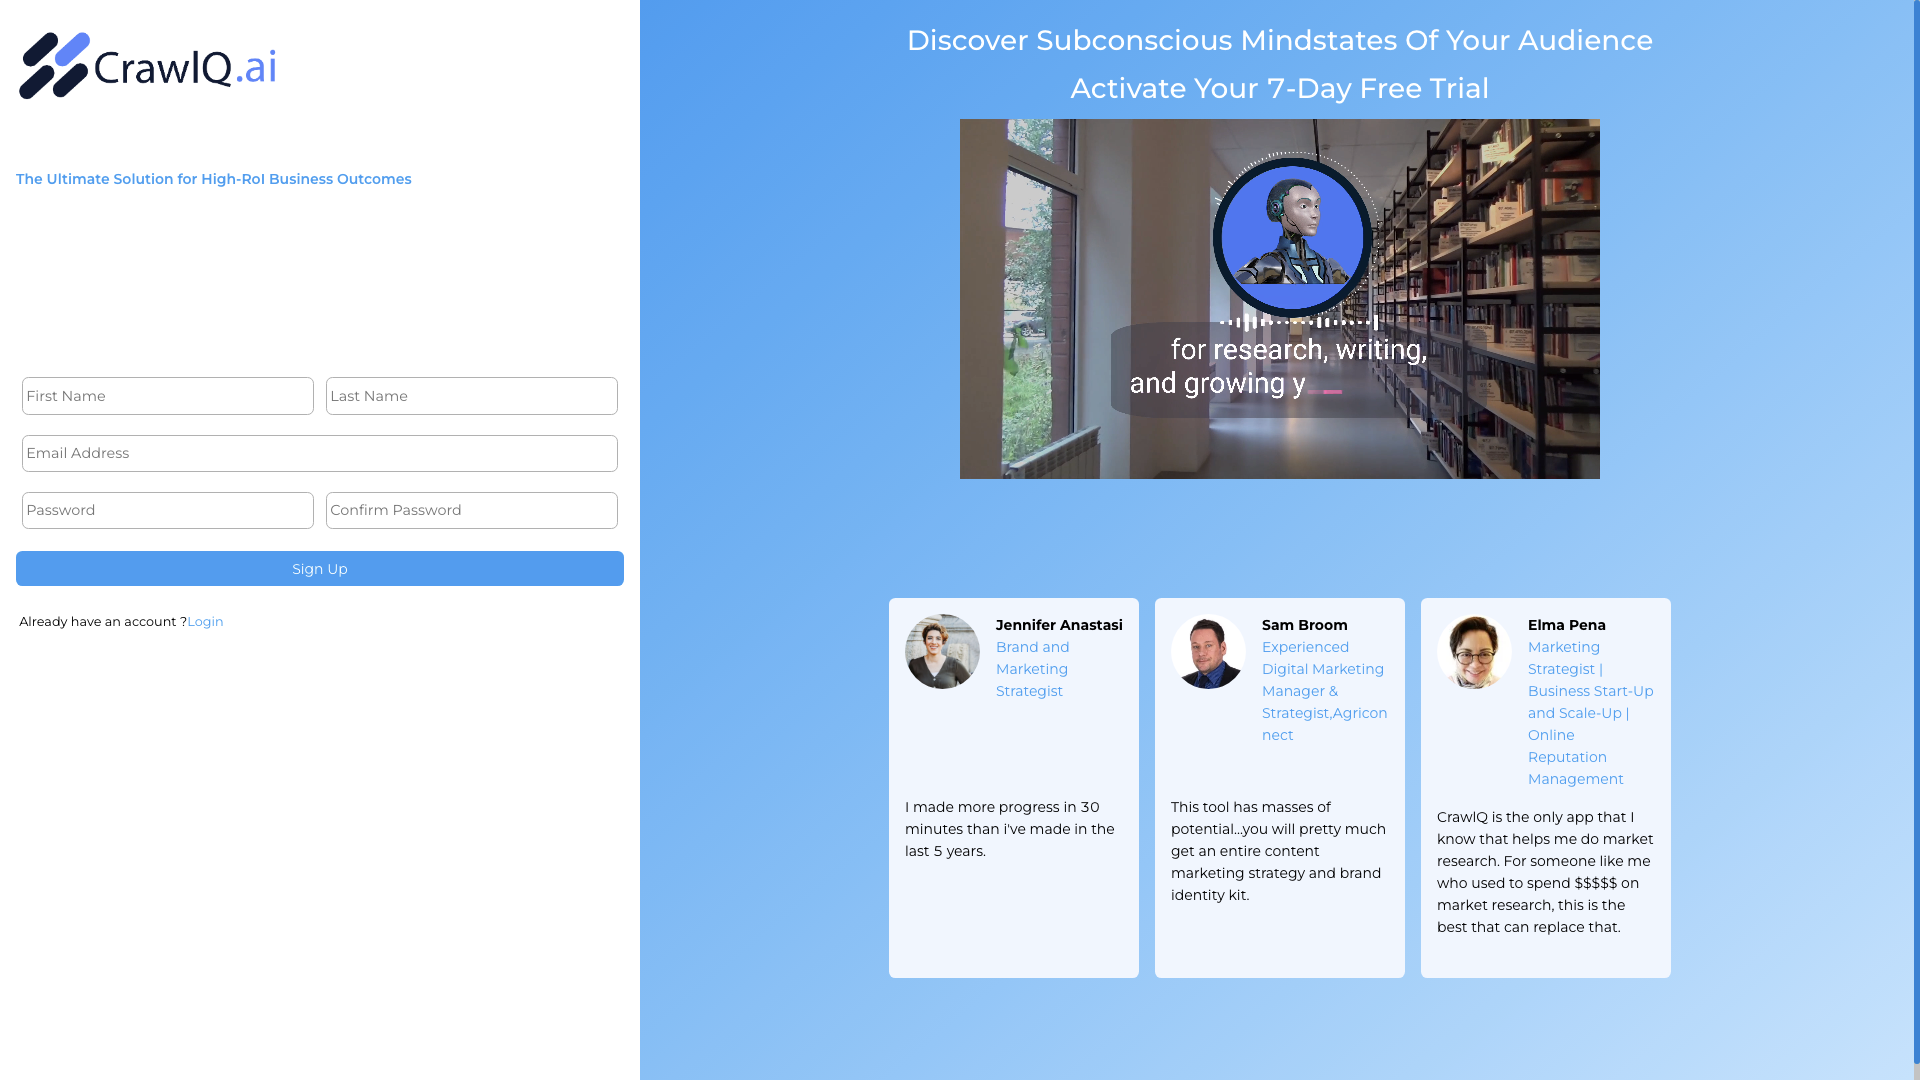 CrawlQ.ai
The Ultimate Solution for High-RoI Business Outcomes
First Name
Last Name
Email Address
Password
Confirm Password
Sign Up
Already have an account ?Login
Discover Subconscious Mindstates Of Your Audience
Activate Your 7-Day Free Trial
for research, writing,
and growing y
Jennifer Anastasi
Brand and
Marketing
Strategist
I made more progress in 30
minutes than i've made in the
last 5 years.
Sam Broom
Experienced
Digital Marketing
Manager &
Strategist,Agricon
nect
This tool has masses of
potential...you will pretty much
get an entire content
marketing strategy and brand
identity kit.
Elma Pena
Marketing
Strategist |
Business Start-Up
and Scale-Up |
Online
Reputation
Management
CrawlQ is the only app that I
know that helps me do market
research. For someone like me
who used to spend $$$$$ on
market research, this is the
best that can replace that.